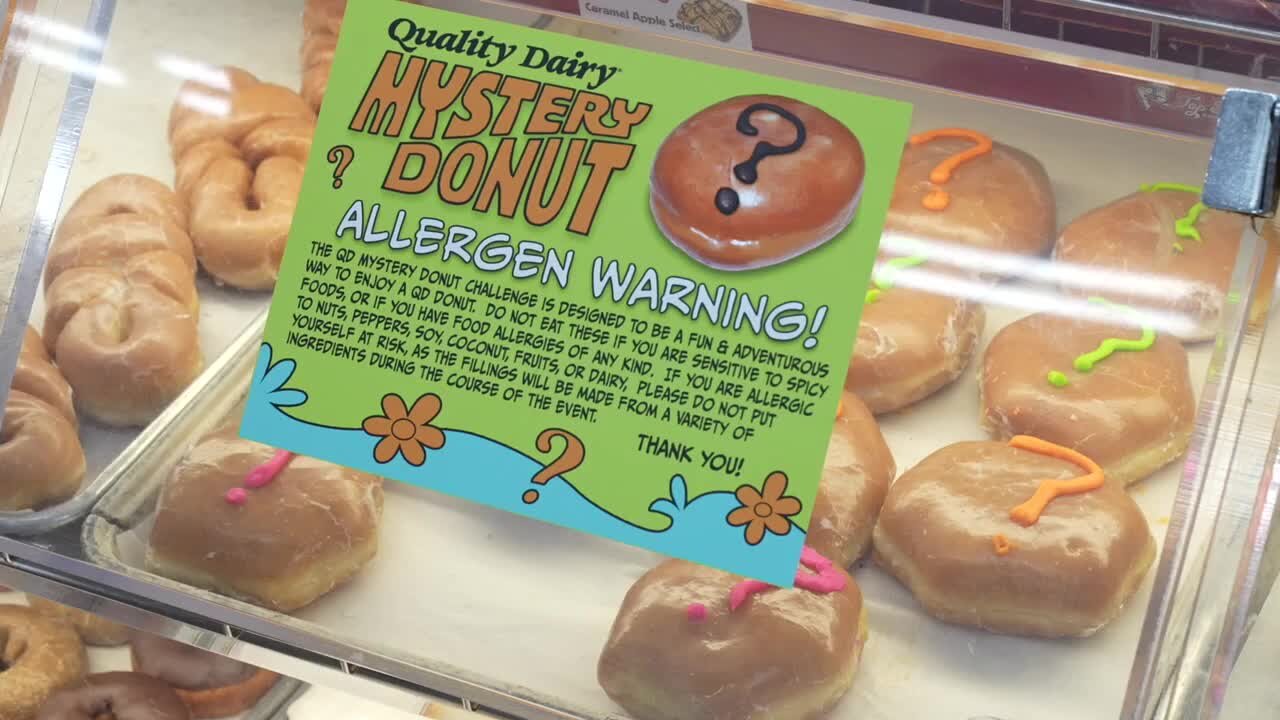 Caramel Apple Select
Quality Dairy
MYSTERY
DONUT
?
?
ALLERGEN WARNING!
THE QD MYSTERY DONUT CHALLENGE IS DESIGNED TO BE A FUN & ADVENTUROUS
WAY TO ENJOY A QD DONUT. DO NOT EAT THESE IF YOU ARE SENSITIVE TO SPICY
FOODS, OR IF YOU HAVE FOOD ALLERGIES OF ANY KIND. IF YOU ARE ALLERGIC
TO NUTS, PEPPERS, SOY, COCONUT, FRUITS, OR DAIRY, PLEASE DO NOT PUT
YOURSELF AT RISK, AS THE FILLINGS WILL BE MADE FROM A VARIETY OF
INGREDIENTS DURING THE COURSE OF THE EVENT.
THANK YOU!
?
?
?
?
?
?
?